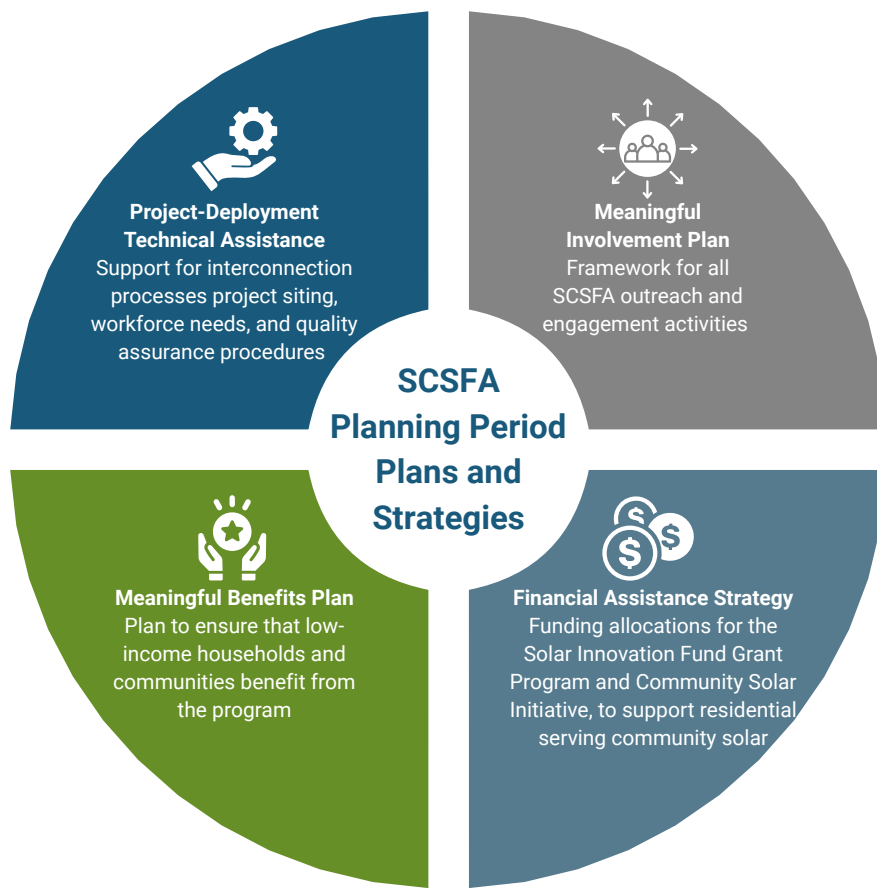 Project-Deployment
Technical Assistance
Support for interconnection
processes project siting,
workforce needs, and quality
assurance procedures
Meaningful
Involvement Plan
Framework for all
SCSFA outreach and
engagement activities
SCSFA
Planning Period
Plans and
Strategies
Meaningful Benefits Plan
Plan to ensure that low-
income households and
communities benefit from
the program
$
$
$
Financial Assistance Strategy
Funding allocations for the
Solar Innovation Fund Grant
Program and Community Solar
Initiative, to support residential
serving community solar